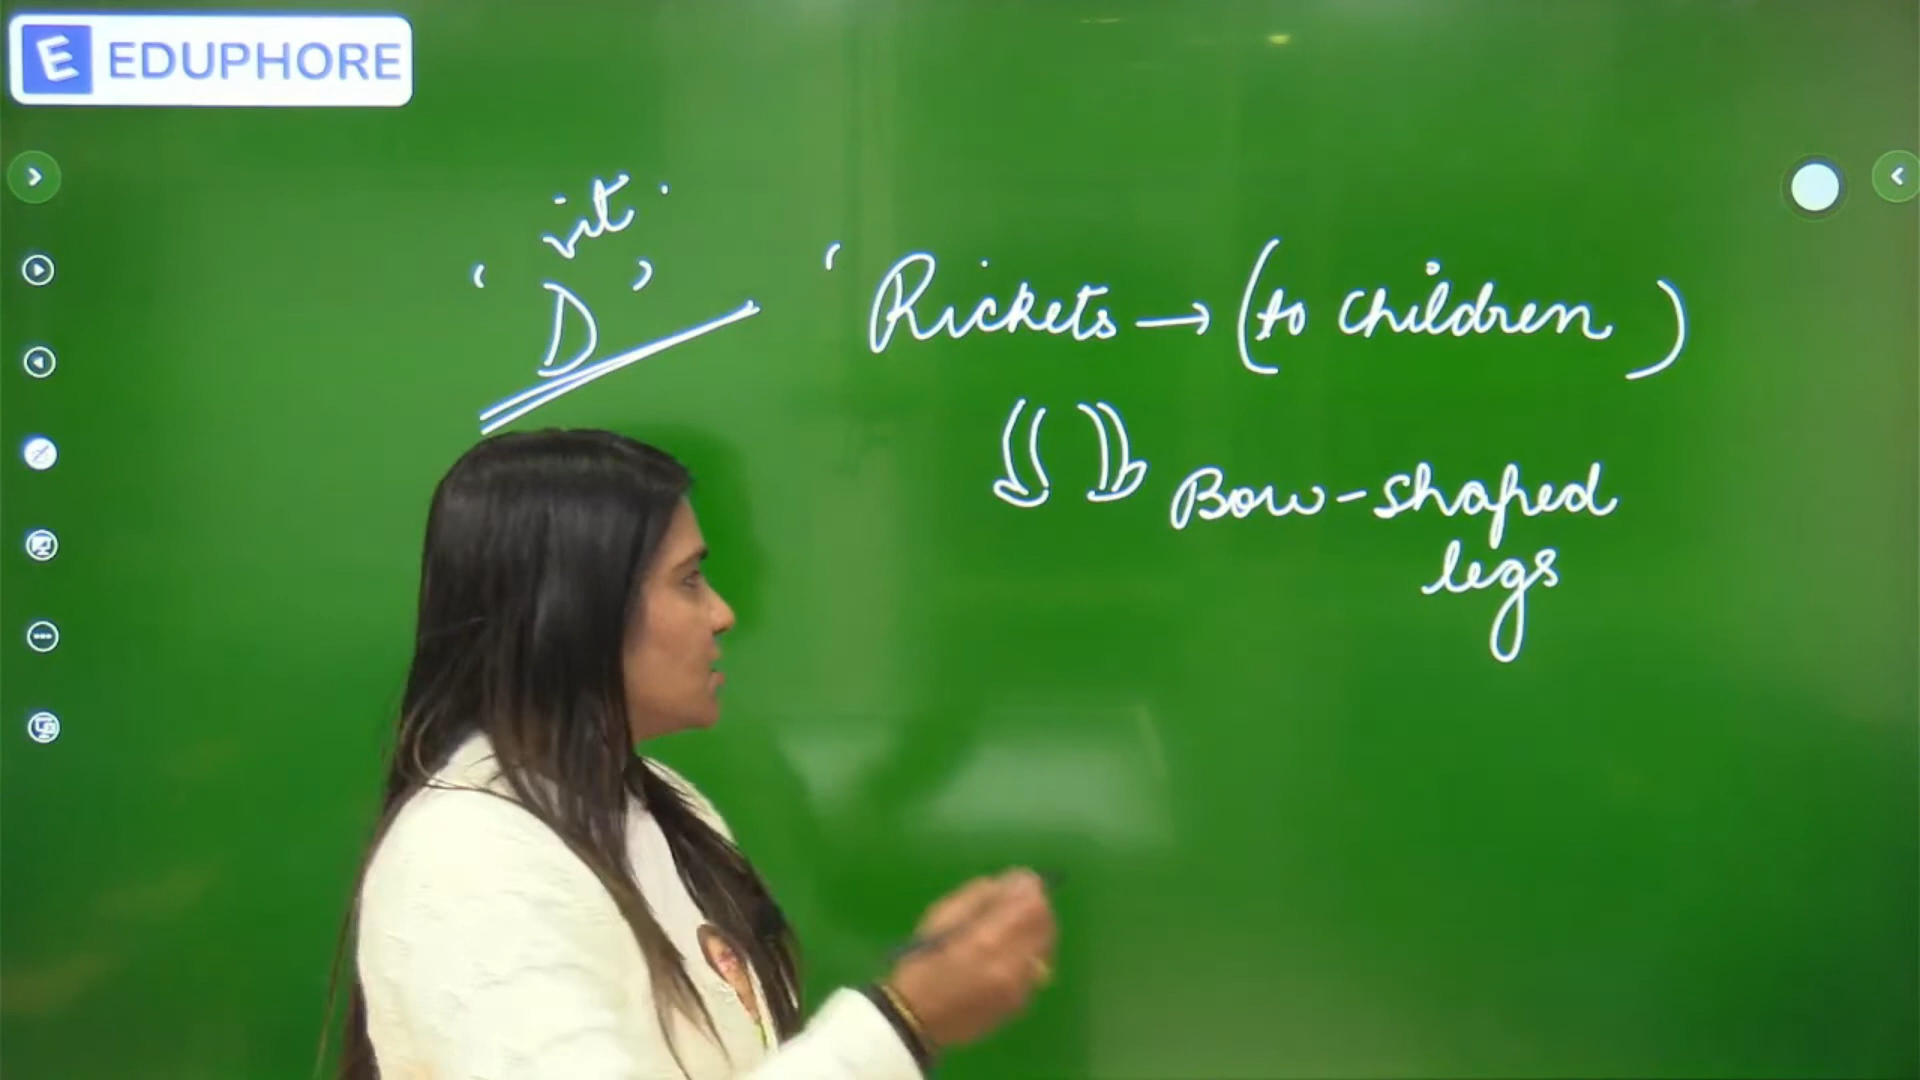 EDUPHORE
vit.
'D'
'Rickets → (to children)
Bow-shaped
legs